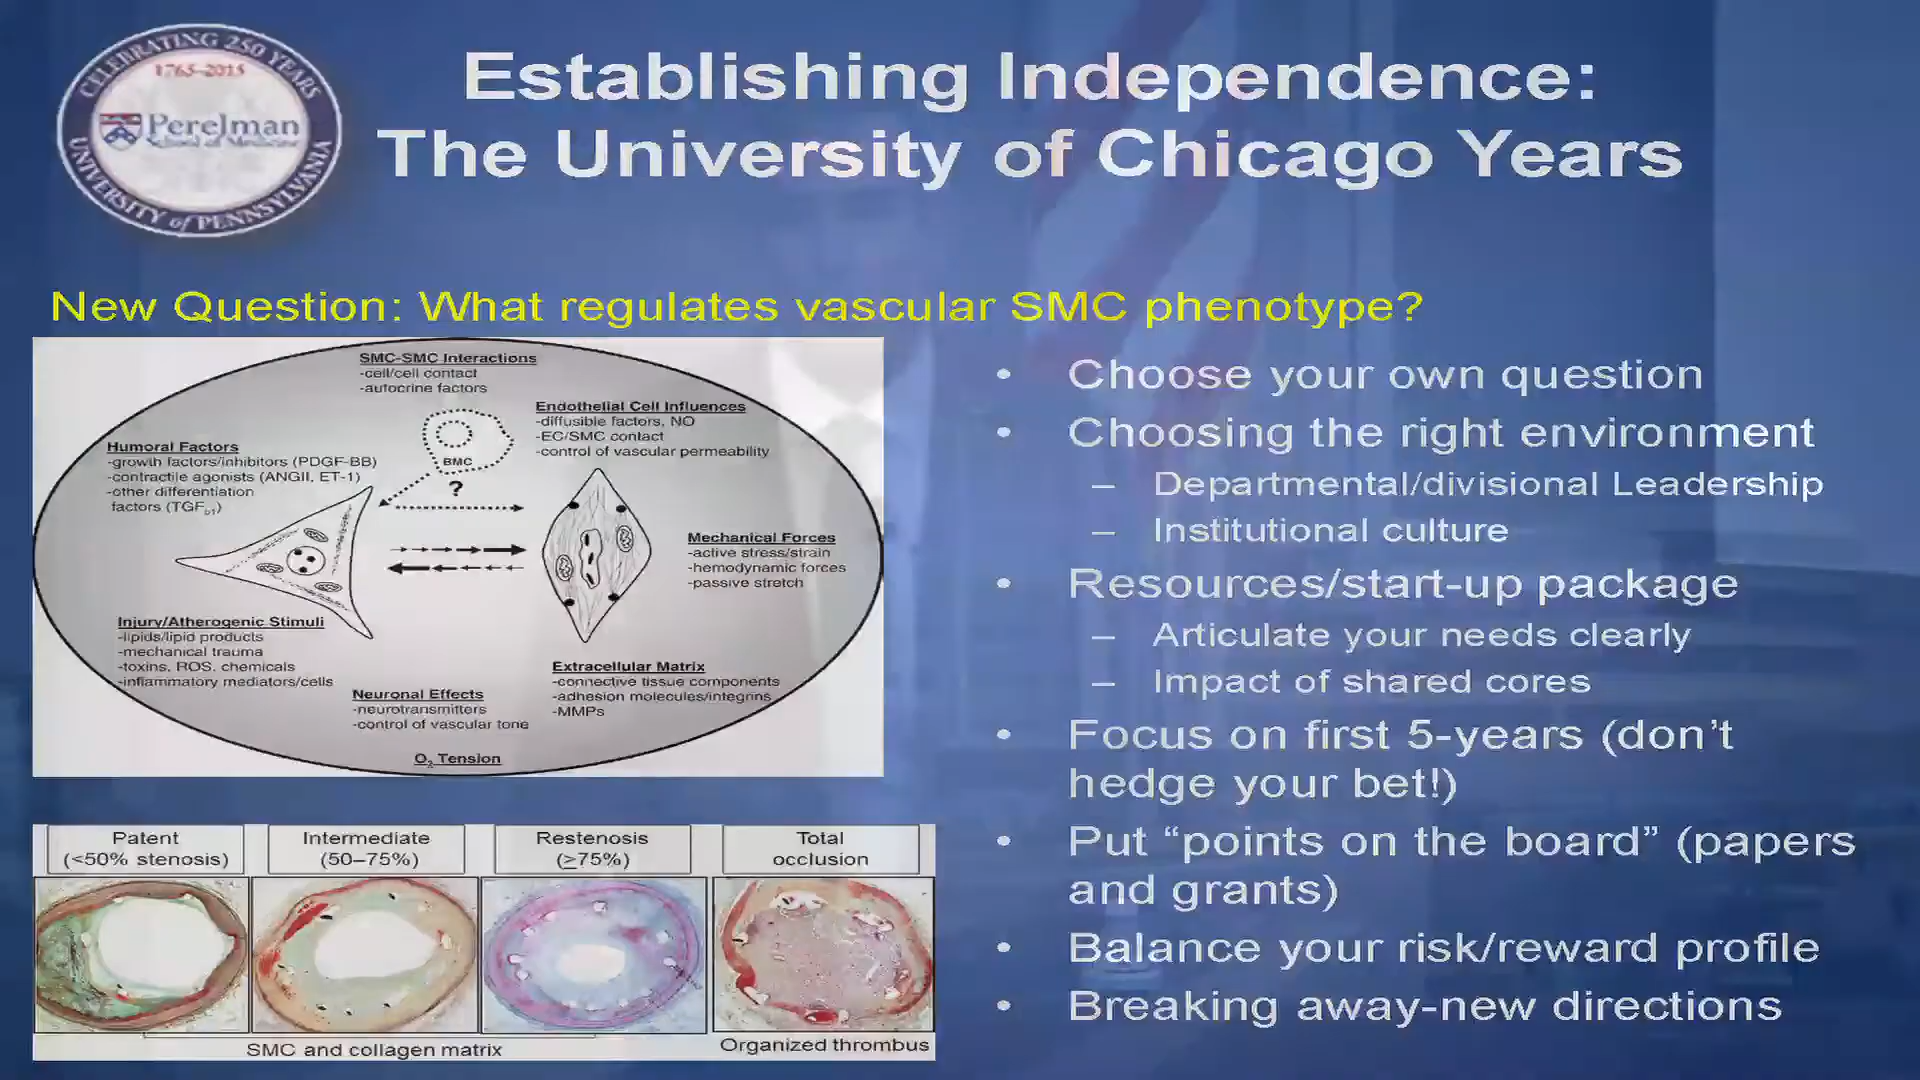 CELEBRATING 250 YEARS
1765-2015
Perelman
School of Medicine
UNIVERSITY of PENNSYLVANIA
Establishing Independence:
The University of Chicago Years
New Question: What regulates vascular SMC phenotype?
SMC-SMC Interactions
-cell/cell contact
-autocrine factors
Endothelial Cell Influences
-diffusible factors, NO
-EC/SMC contact
-control of vascular permeability
Humoral Factors
-growth factors/inhibitors (PDGF-BB)
-contractile agonists (ANGII, ET-1)
-other differentiation
factors (TGFb1)
BMC
?
Mechanical Forces
-active stress/strain
-hemodynamic forces
-passive stretch
Injury/Atherogenic Stimuli
-lipids/lipid products
-mechanical trauma
-toxins, ROS, chemicals
-inflammatory mediators/cells
Neuronal Effects
-neurotransmitters
-control of vascular tone
Extracellular Matrix
-connective tissue components
-adhesion molecules/integrins
-MMPs
O2 Tension
Patent
(<50% stenosis)
Intermediate
(50–75%)
Restenosis
(≥75%)
Total
occlusion
SMC and collagen matrix
Organized thrombus
• Choose your own question
• Choosing the right environment
– Departmental/divisional Leadership
– Institutional culture
• Resources/start-up package
– Articulate your needs clearly
– Impact of shared cores
• Focus on first 5-years (don't
hedge your bet!)
• Put “points on the board” (papers
and grants)
• Balance your risk/reward profile
• Breaking away-new directions